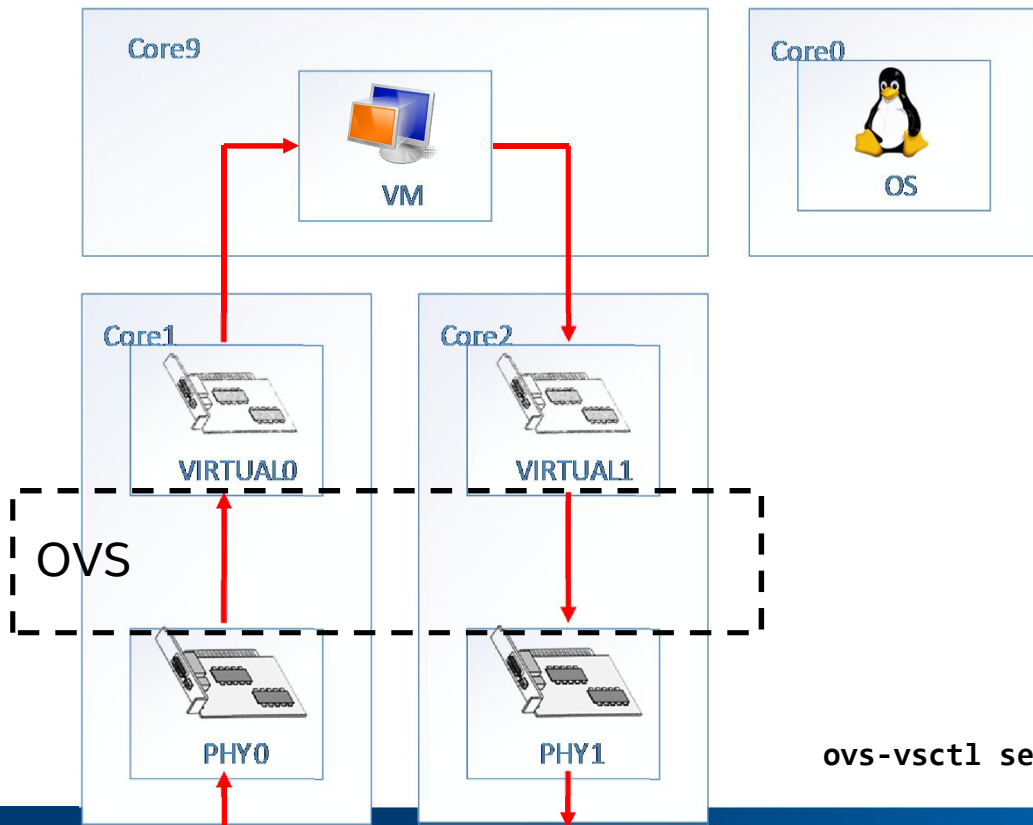 Core9
Core0
VM
OS
Core1
Core2
VIRTUAL0
VIRTUAL1
OVS
PHY0
PHY1
ovs-vsctl se